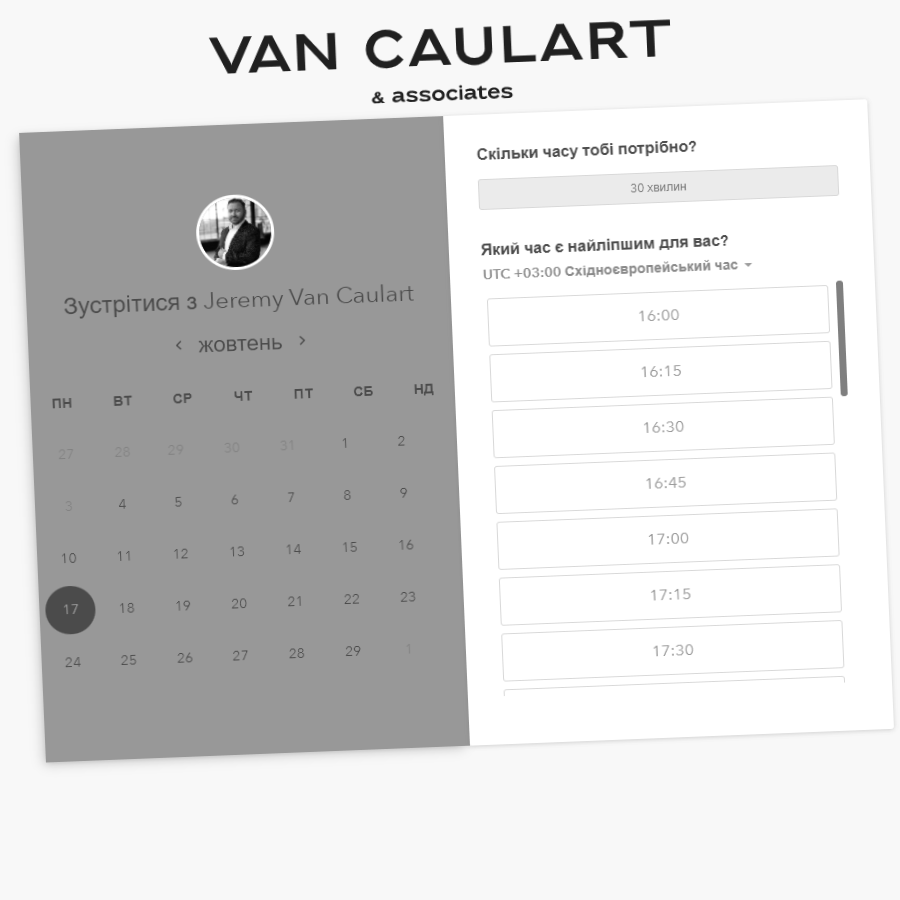 VAN CAULART
& associates
Зустрітися з Jeremy Van Caulart
‹ жовтень ›
ПН ВТ СР ЧТ ПТ СБ НД
27 28 29 30 31 1 2
3 4 5 6 7 8 9
10 11 12 13 14 15 16
17 18 19 20 21 22 23
24 25 26 27 28 29 1
Скільки часу тобі потрібно?
30 хвилин
Який час є найліпшим для вас?
UTC +03:00 Східноєвропейський час
16:00
16:15
16:30
16:45
17:00
17:15
17:30